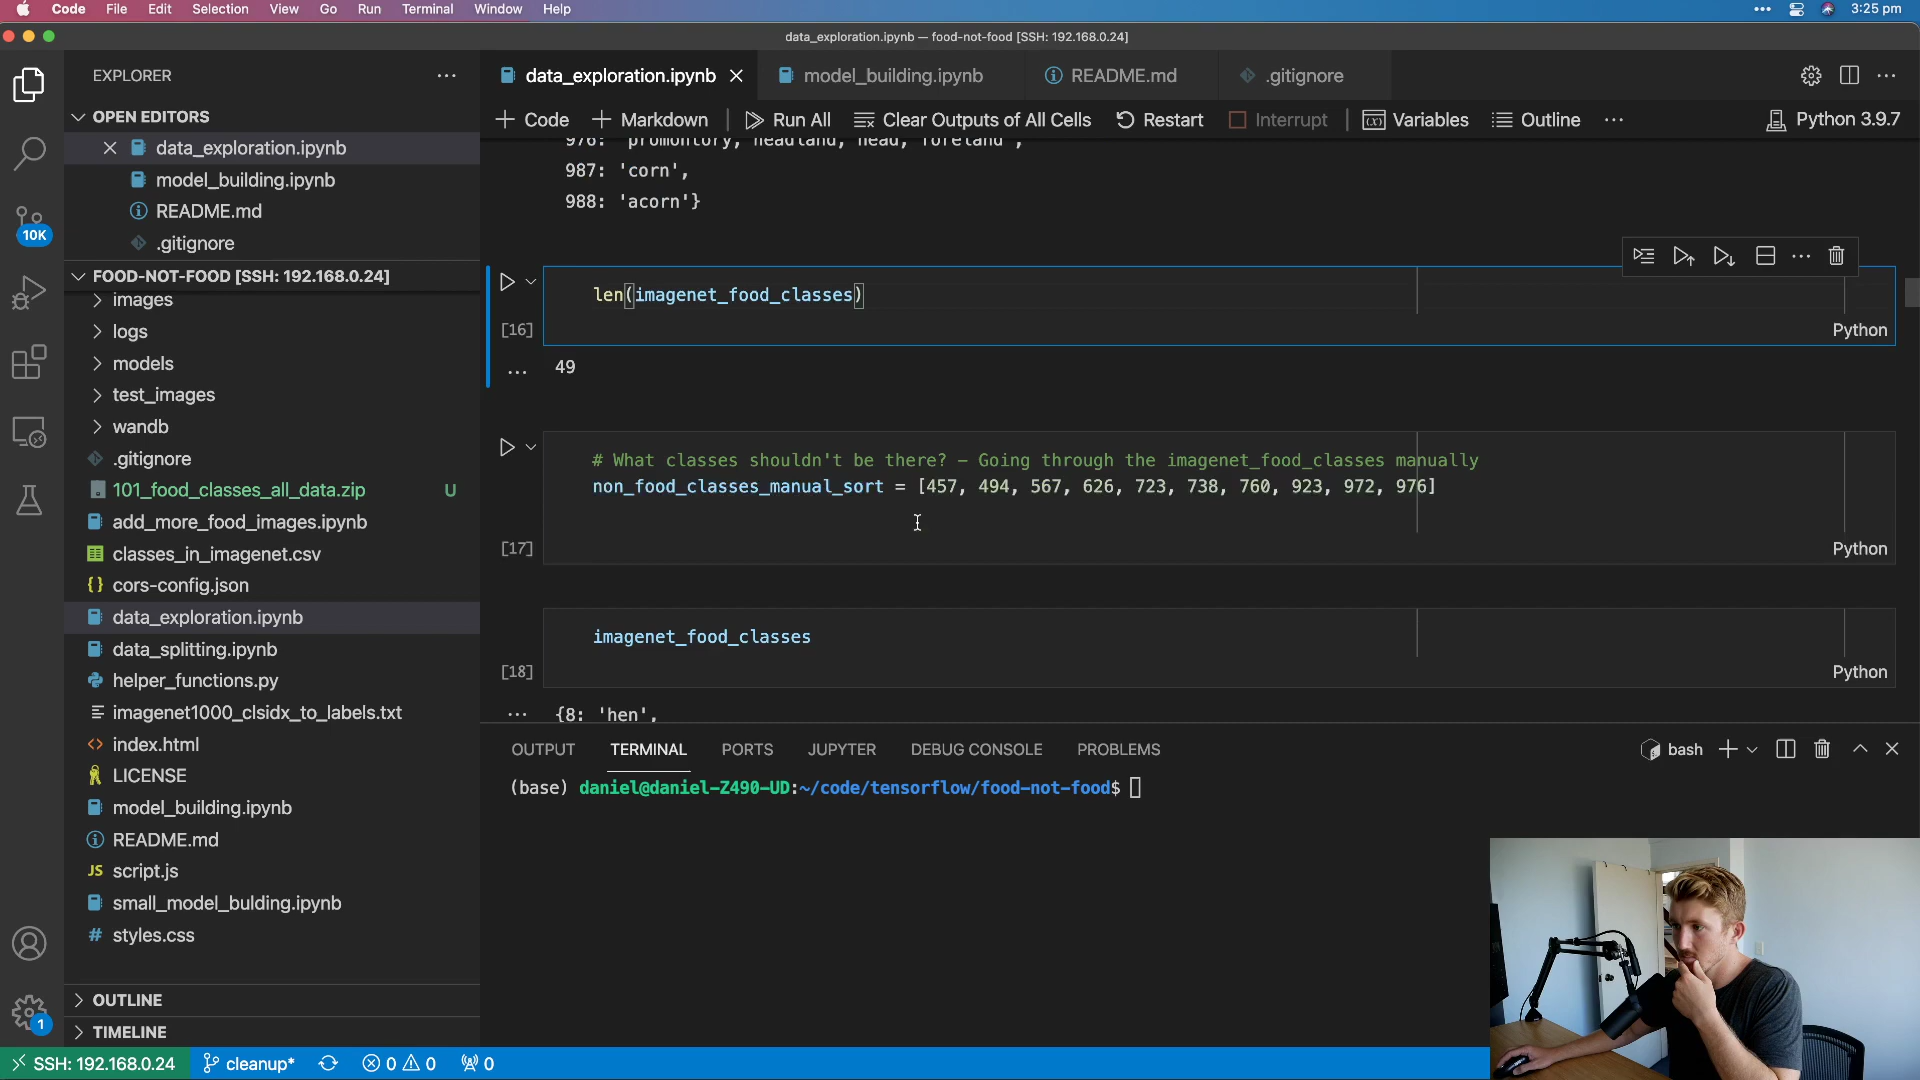 Code File Edit Selection View Go Run Terminal Window Help
3:25 pm
data_exploration.ipynb — food-not-food [SSH: 192.168.0.24]
EXPLORER
data_exploration.ipynb
model_building.ipynb
README.md
.gitignore
OPEN EDITORS
data_exploration.ipynb
model_building.ipynb
README.md
.gitignore
10K
FOOD-NOT-FOOD [SSH: 192.168.0.24]
images
logs
models
test_images
wandb
.gitignore
101_food_classes_all_data.zip U
add_more_food_images.ipynb
classes_in_imagenet.csv
cors-config.json
data_exploration.ipynb
data_splitting.ipynb
helper_functions.py
imagenet1000_clsidx_to_labels.txt
index.html
LICENSE
model_building.ipynb
README.md
script.js
small_model_bulding.ipynb
styles.css
OUTLINE
TIMELINE
1
Code Markdown Run All Clear Outputs of All Cells Restart Interrupt Variables Outline Python 3.9.7
976: 'promontory, headland, head, foreland',
987: 'corn',
988: 'acorn'}
len(imagenet_food_classes)
[16] Python
49
# What classes shouldn't be there? – Going through the imagenet_food_classes manually
non_food_classes_manual_sort = [457, 494, 567, 626, 723, 738, 760, 923, 972, 976]
[17] Python
imagenet_food_classes
[18] Python
{8: 'hen',
OUTPUT TERMINAL PORTS JUPYTER DEBUG CONSOLE PROBLEMS
bash
(base) daniel@daniel-Z490-UD:~/code/tensorflow/food-not-food$
SSH: 192.168.0.24 cleanup* 0 0 0